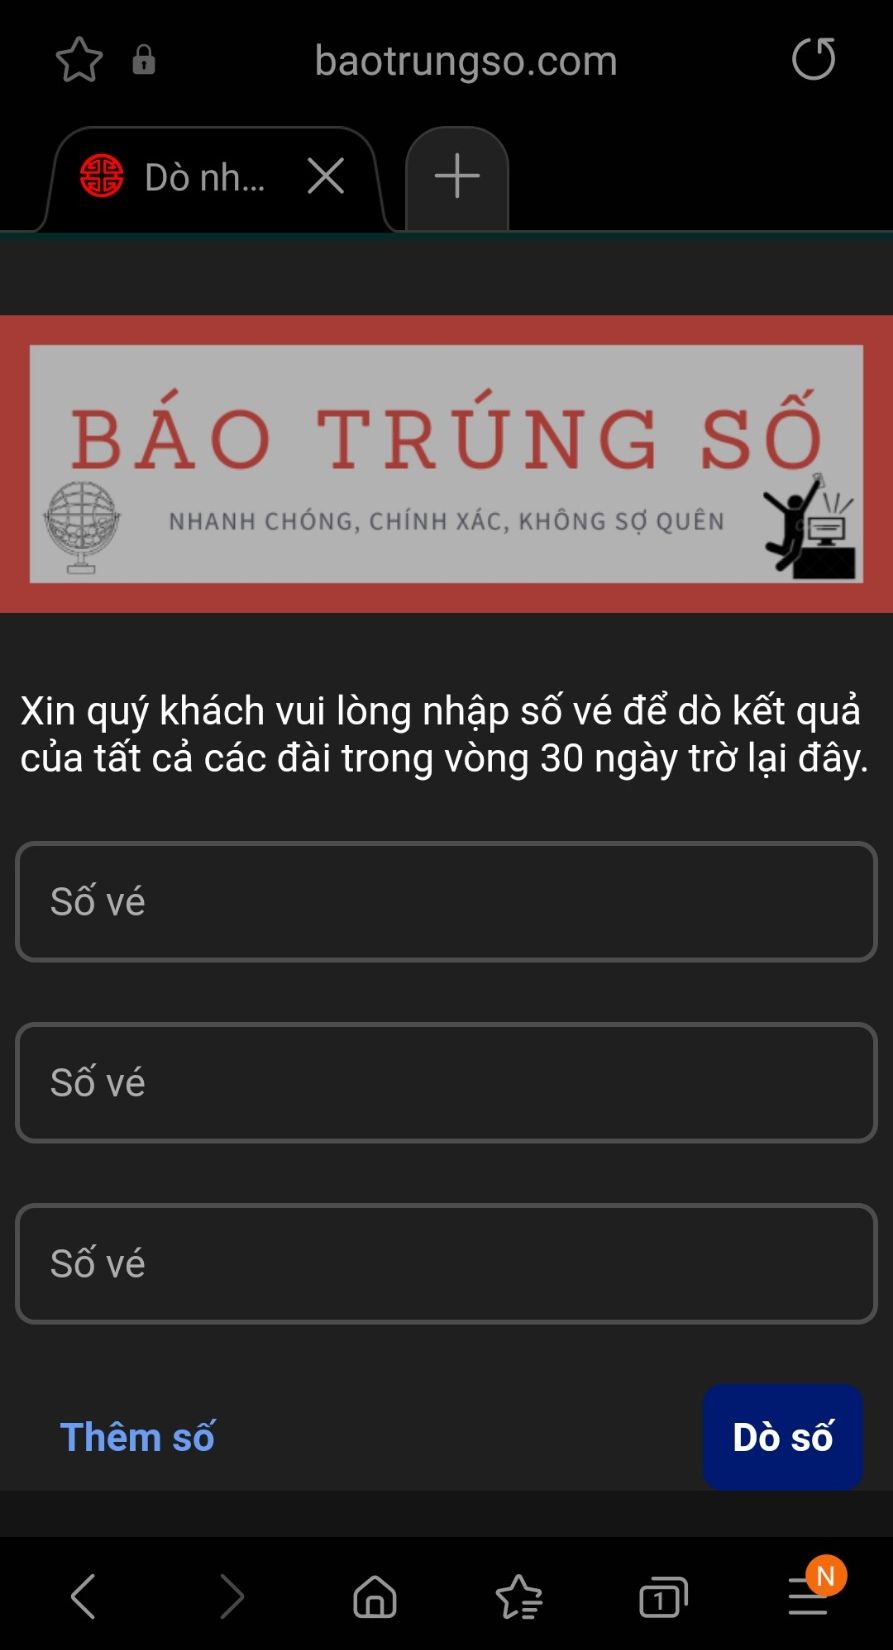 baotrungso.com
Dò nh...
BÁO TRÚNG SỐ
NHANH CHÓNG, CHÍNH XÁC, KHÔNG SỢ QUÊN
Xin quý khách vui lòng nhập số vé để dò kết quả
của tất cả các đài trong vòng 30 ngày trờ lại đây.
Số vé
Số vé
Số vé
Thêm số
Dò số
1
N